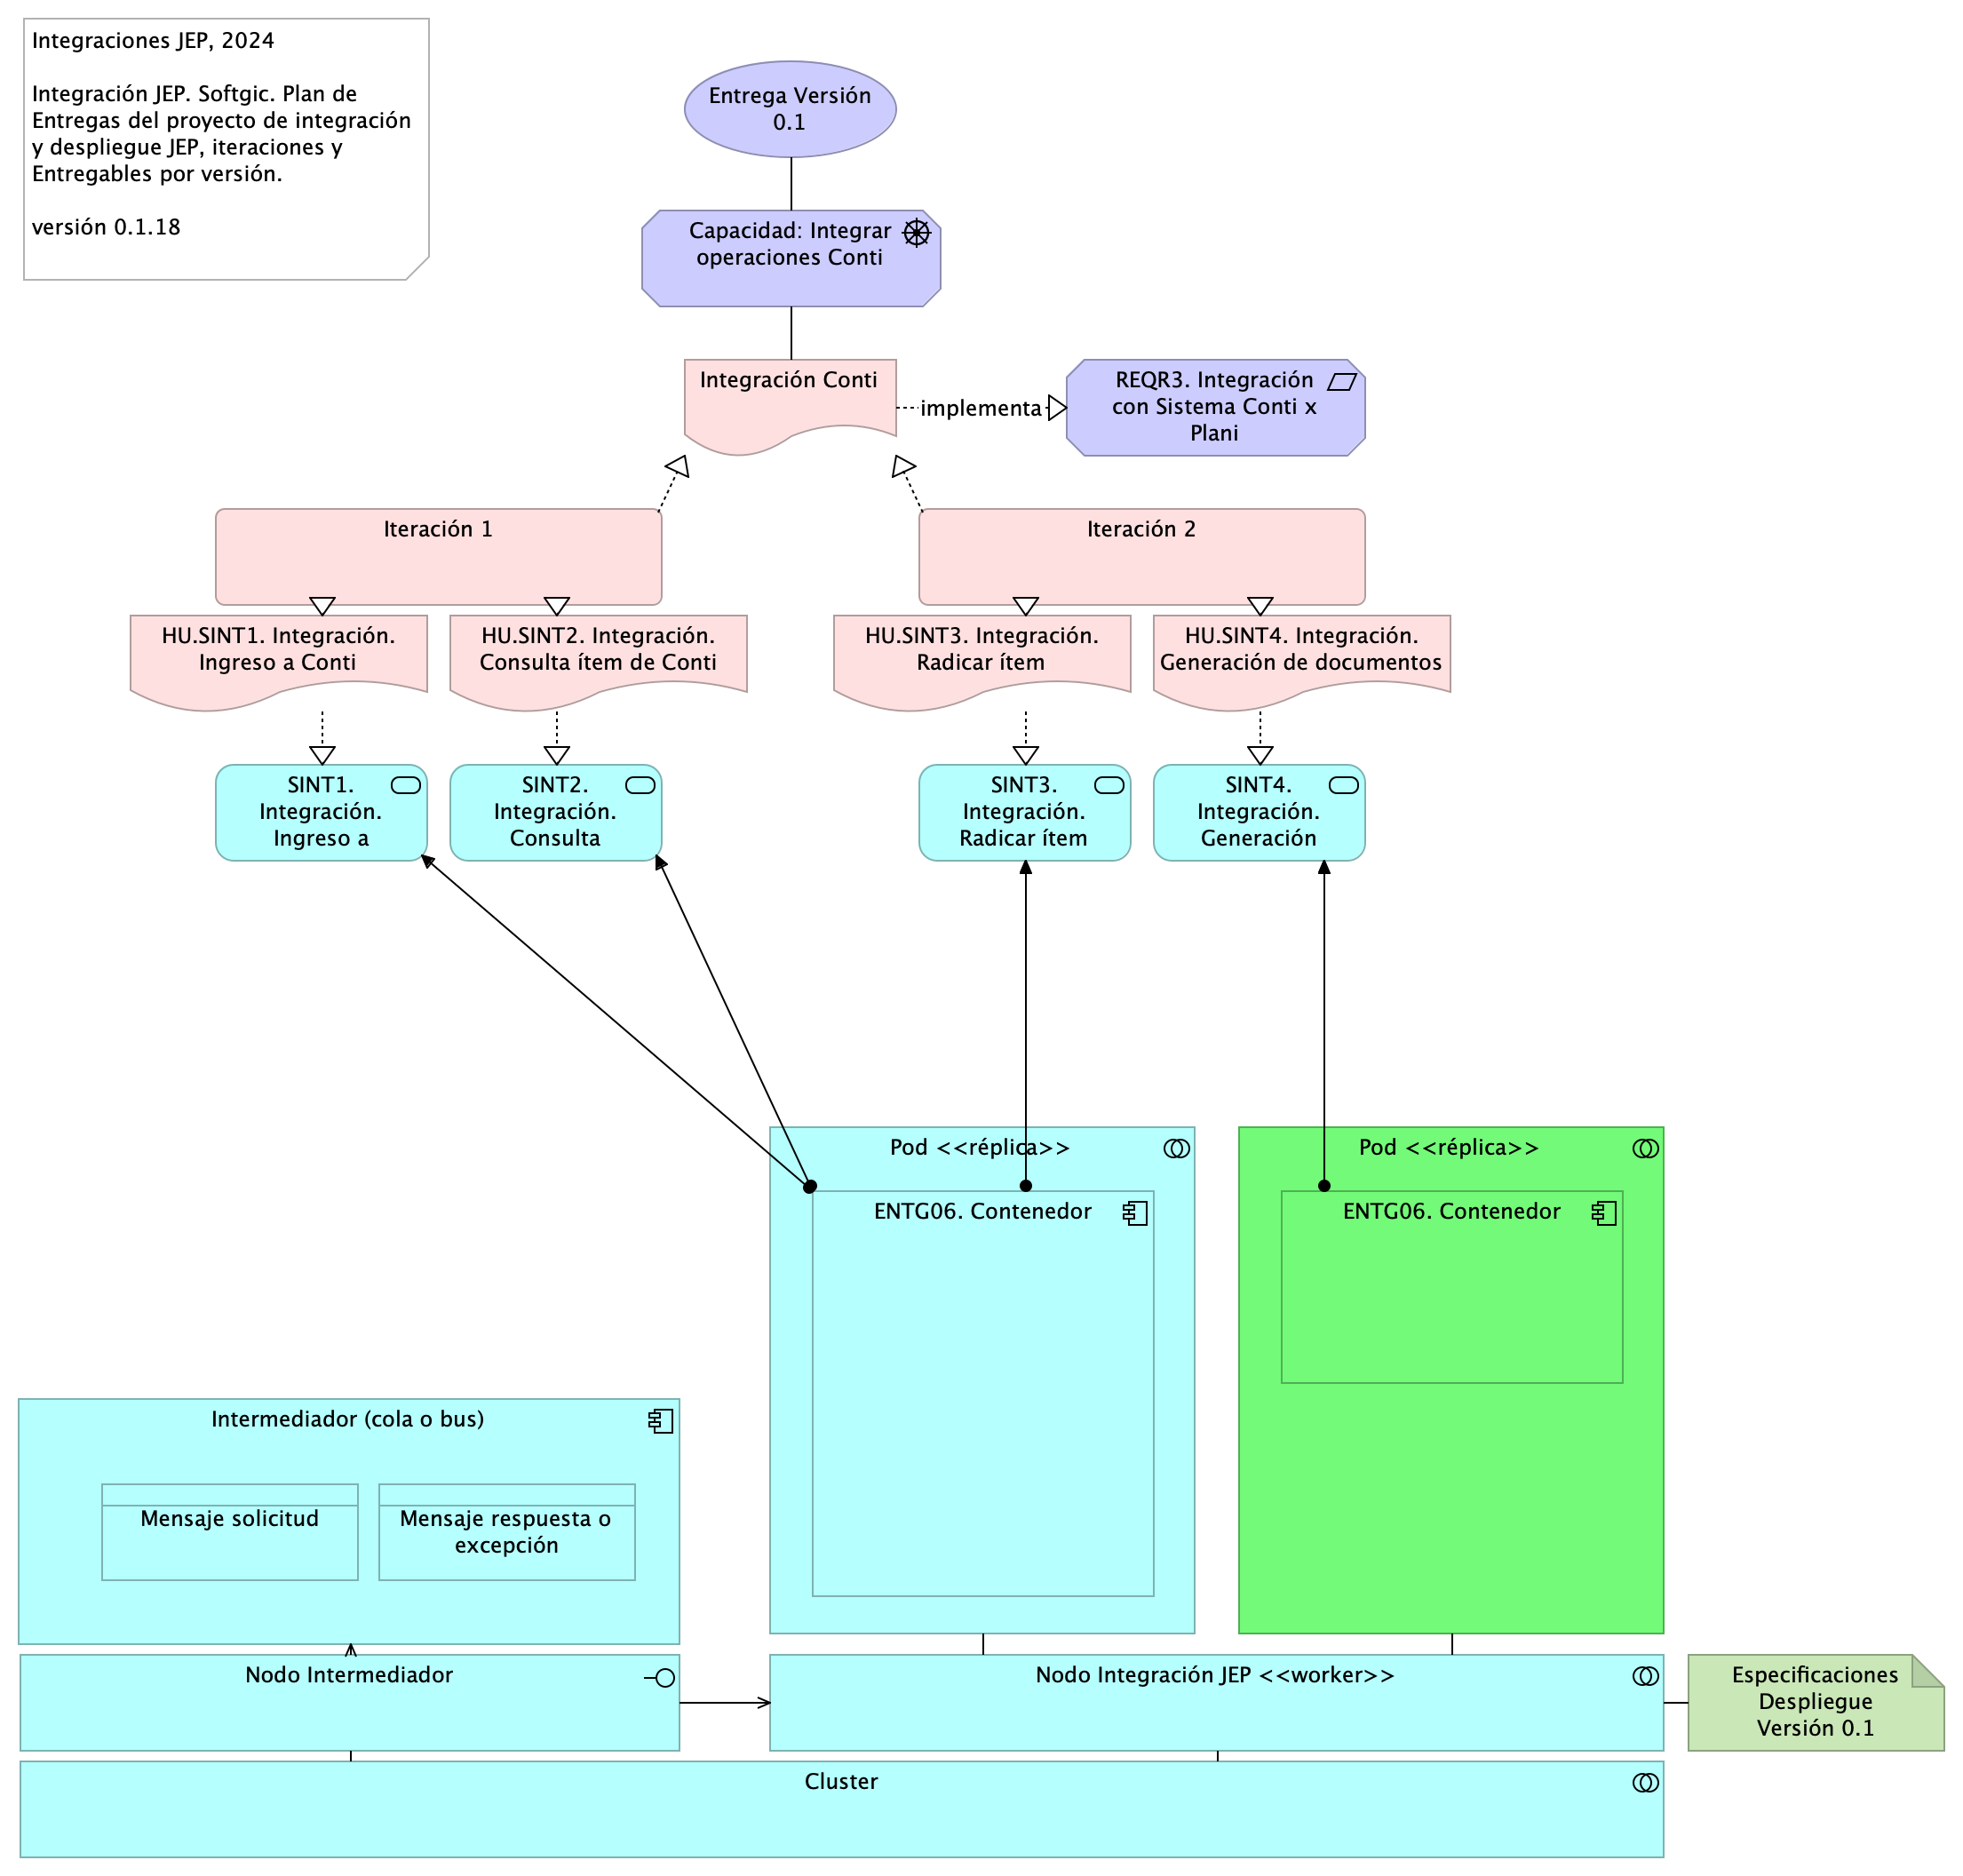 Integraciones JEP, 2024
Integración JEP. Softgic. Plan de
Entregas del proyecto de integración
y despliegue JEP, iteraciones y
Entregables por versión.
versión 0.1.18
Entrega Versión
0.1
Capacidad: Integrar
operaciones Conti
Integración Conti
implementa
REQR3. Integración
con Sistema Conti x
Plani
Iteración 1
Iteración 2
HU.SINT1. Integración.
Ingreso a Conti
HU.SINT2. Integración.
Consulta ítem de Conti
HU.SINT3. Integración.
Radicar ítem
HU.SINT4. Integración.
Generación de documentos
SINT1.
Integración.
Ingreso a
SINT2.
Integración.
Consulta
SINT3.
Integración.
Radicar ítem
SINT4.
Integración.
Generación
Pod <<réplica>>
ENTG06. Contenedor
Pod <<réplica>>
ENTG06. Contenedor
Intermediador (cola o bus)
Mensaje solicitud
Mensaje respuesta o
excepción
Nodo Intermediador
Nodo Integración JEP <<worker>>
Especificaciones
Despliegue
Versión 0.1
Cluster